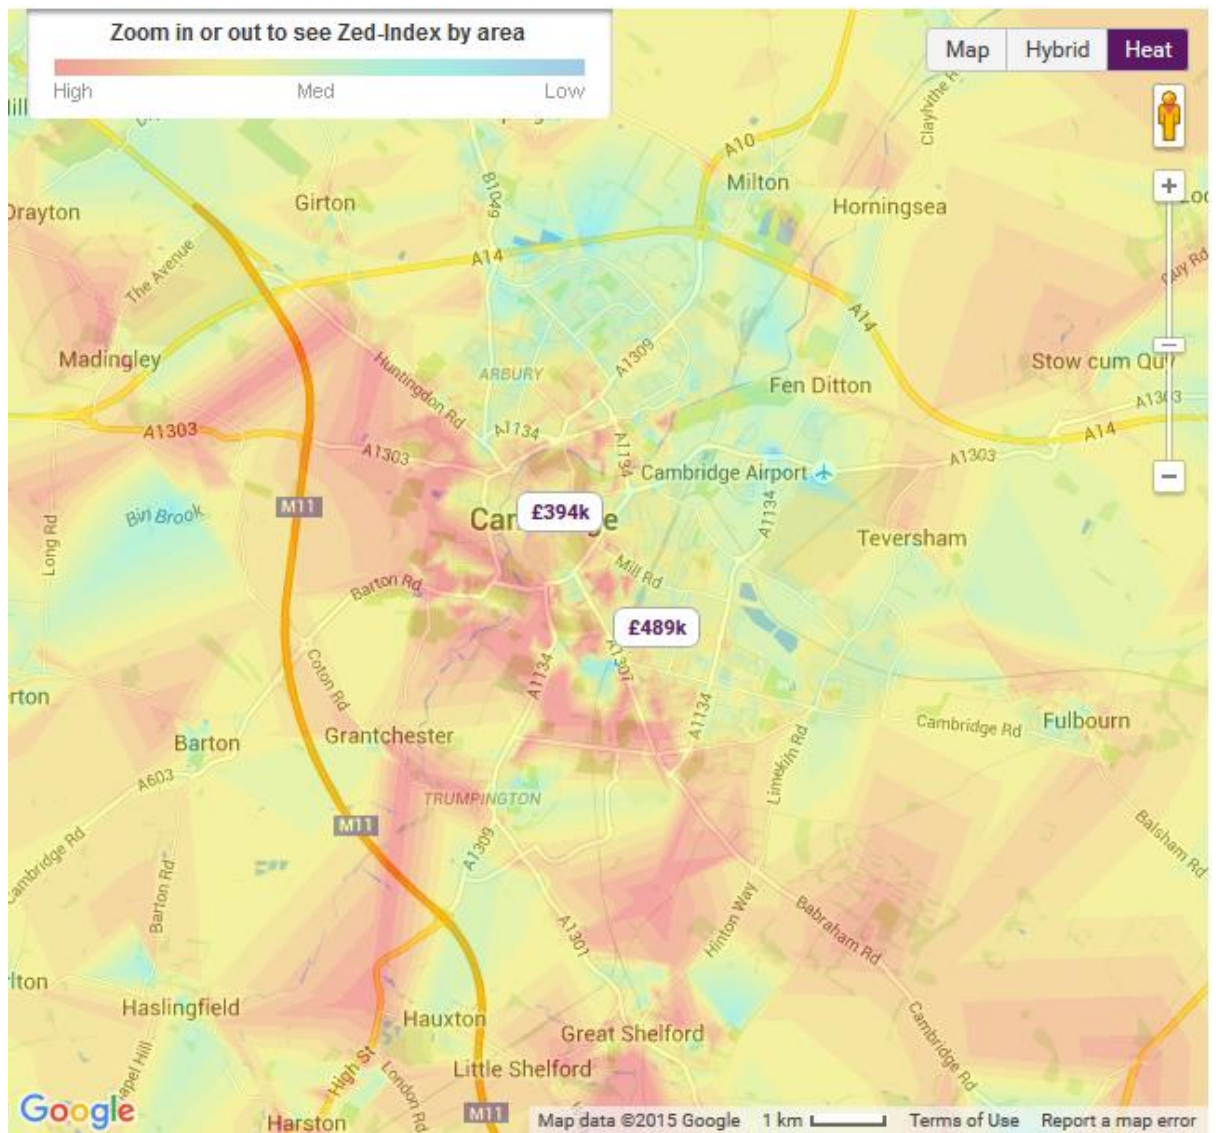 Zoom in or out to see Zed-Index by area
High Med Low
Map Hybrid Heat
A10
Milton
B1049
Girton
Horningsea
Drayton
The Avenue
A14
Quy Rd
A14
Madingley
Huntingdon Rd
ARBURY
A1309
Fen Ditton
Stow cum Quy
A1303
A14
A1303
A1134
A1303
A1134
Cambridge Airport
A1303
M11
£394k
Bin Brook
A1134
Long Rd
Teversham
Mill Rd
Barton Rd
£489k
A1307
A1134
Coton Rd
rton
A1134
Barton
Grantchester
Cambridge Rd
Fulbourn
Limekiln Rd
A603
TRUMPINGTON
M11
A1309
Cambridge Rd
Balsham Rd
Barton Rd
Hinton Way
Babraham Rd
A1301
lton
Haslingfield
Hauxton
Great Shelford
Cambridge Rd
Little Shelford
High St
London Rd
apel Hill
Google
Harston
M11
Map data ©2015 Google 1 km Terms of Use Report a map error